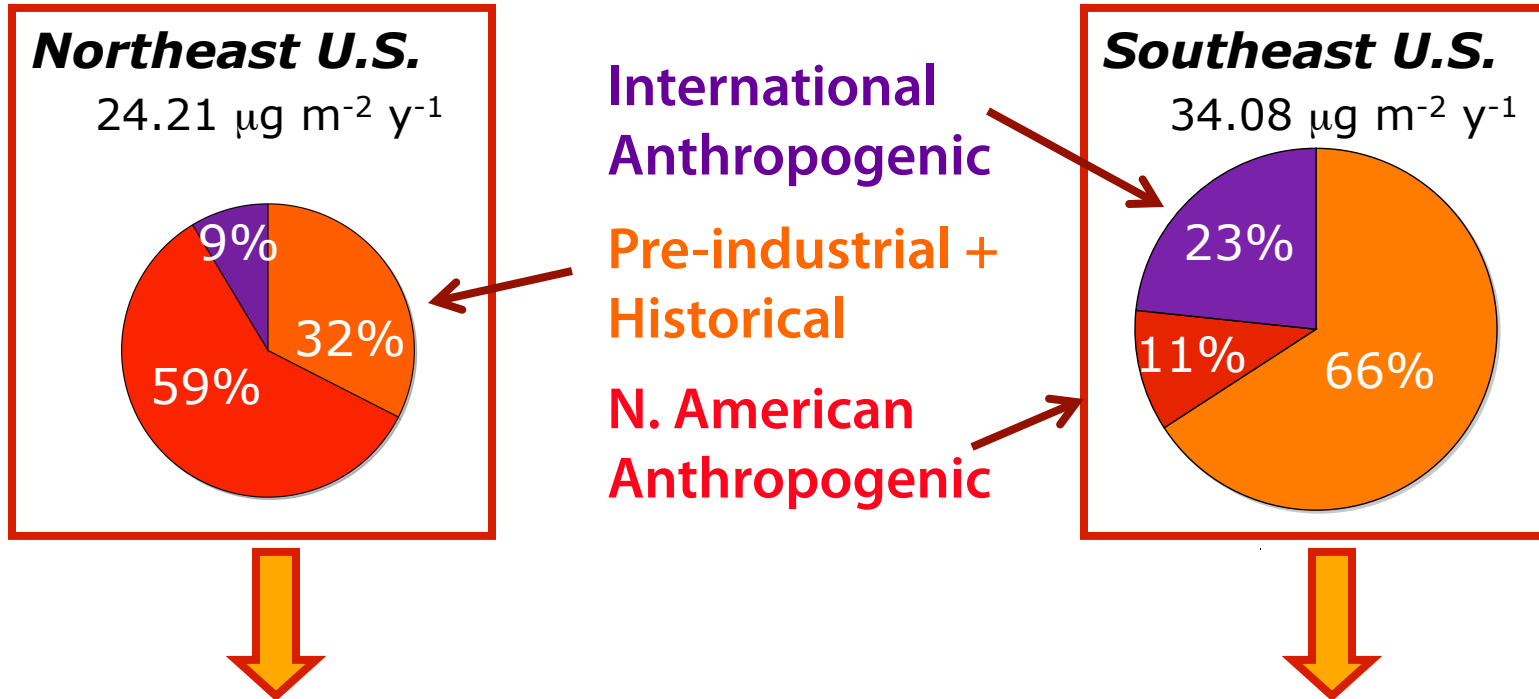 Northeast U.S.
24.21 μg m⁻² y⁻¹
9%
32%
59%
International
Anthropogenic
Pre-industrial +
Historical
N. American
Anthropogenic
Southeast U.S.
34.08 μg m⁻² y⁻¹
23%
11%
66%